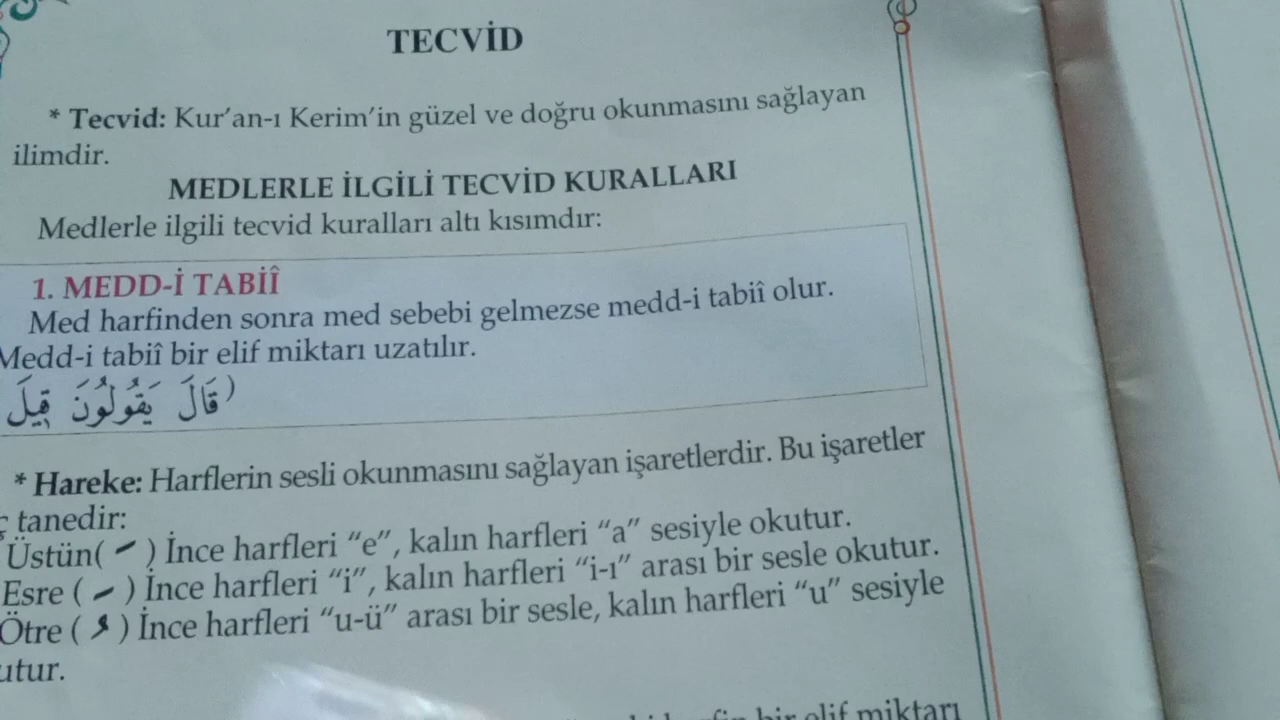 TECVİD
* Tecvid: Kur'an-ı Kerim'in güzel ve doğru okunmasını sağlayan
ilimdir.
MEDLERLE İLGİLİ TECVİD KURALLARI
Medlerle ilgili tecvid kuralları altı kısımdır:
1. MEDD-İ TABİÎ
Med harfinden sonra med sebebi gelmezse medd-i tabiî olur.
Medd-i tabiî bir elif miktarı uzatılır.
(قَالَ يَقُولُونَ قٖيلَ
* Hareke: Harflerin sesli okunmasını sağlayan işaretlerdir. Bu işaretler
tanedir:
Üstün( َ ) İnce harfleri “e”, kalın harfleri “a” sesiyle okutur.
Esre ( ِ ) İnce harfleri “i”, kalın harfleri “i-ı” arası bir sesle okutur.
Ötre ( ُ ) İnce harfleri “u-ü” arası bir sesle, kalın harfleri “u” sesiyle
utur.
bir elif miktarı